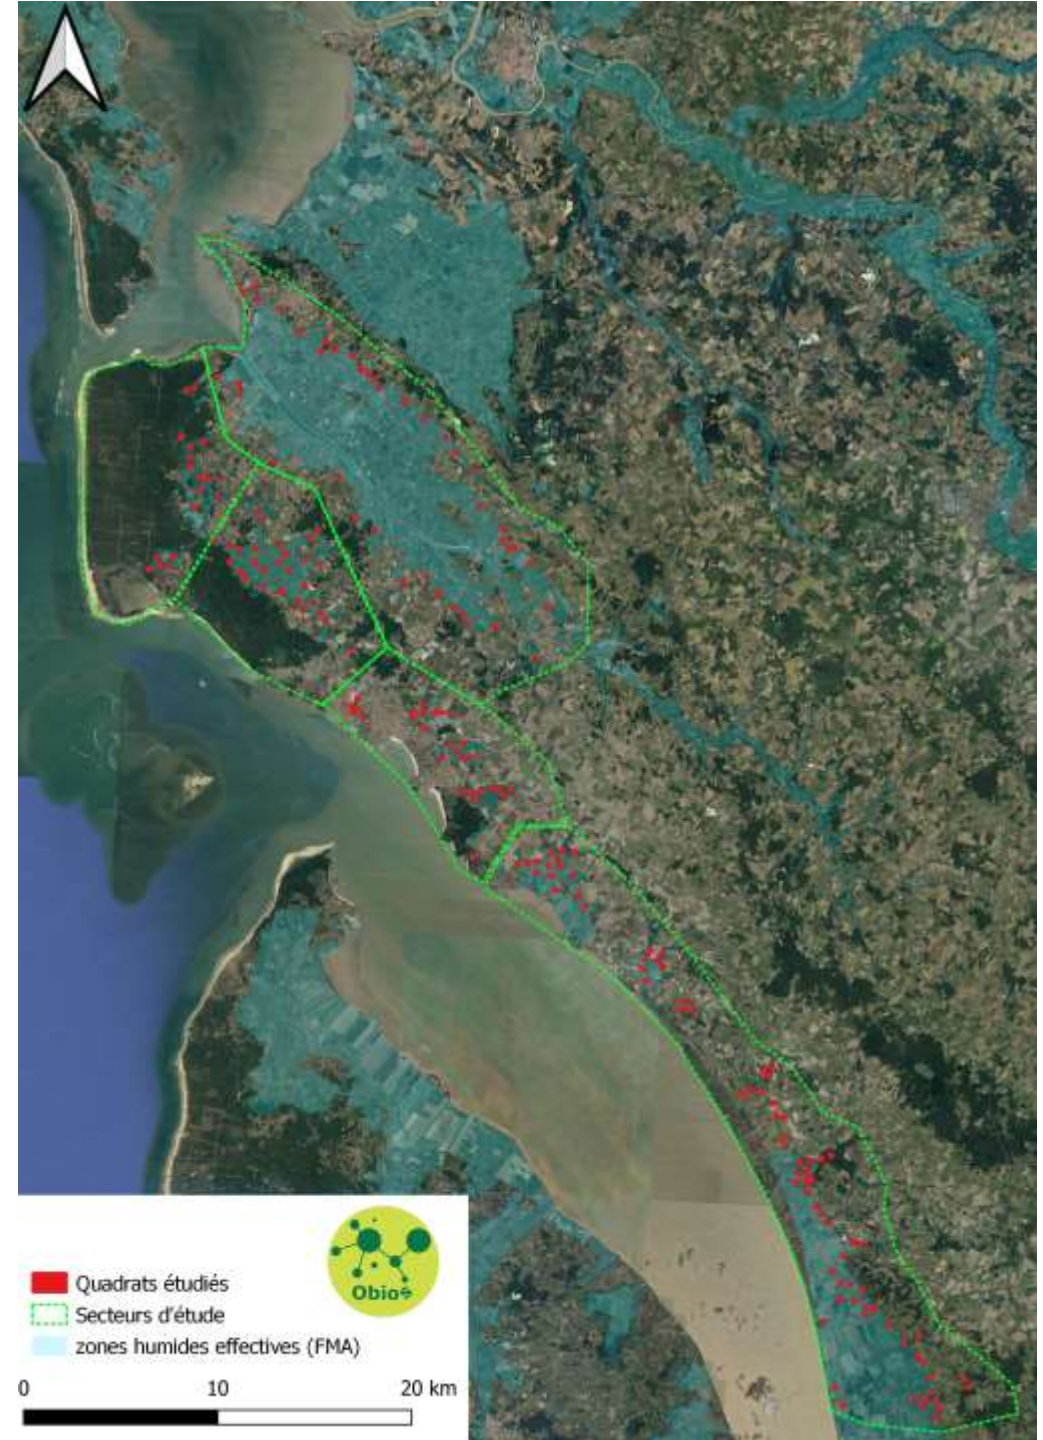 Obios
Quadrats étudiés
Secteurs d'étude
zones humides effectives (FMA)
0 10 20 km